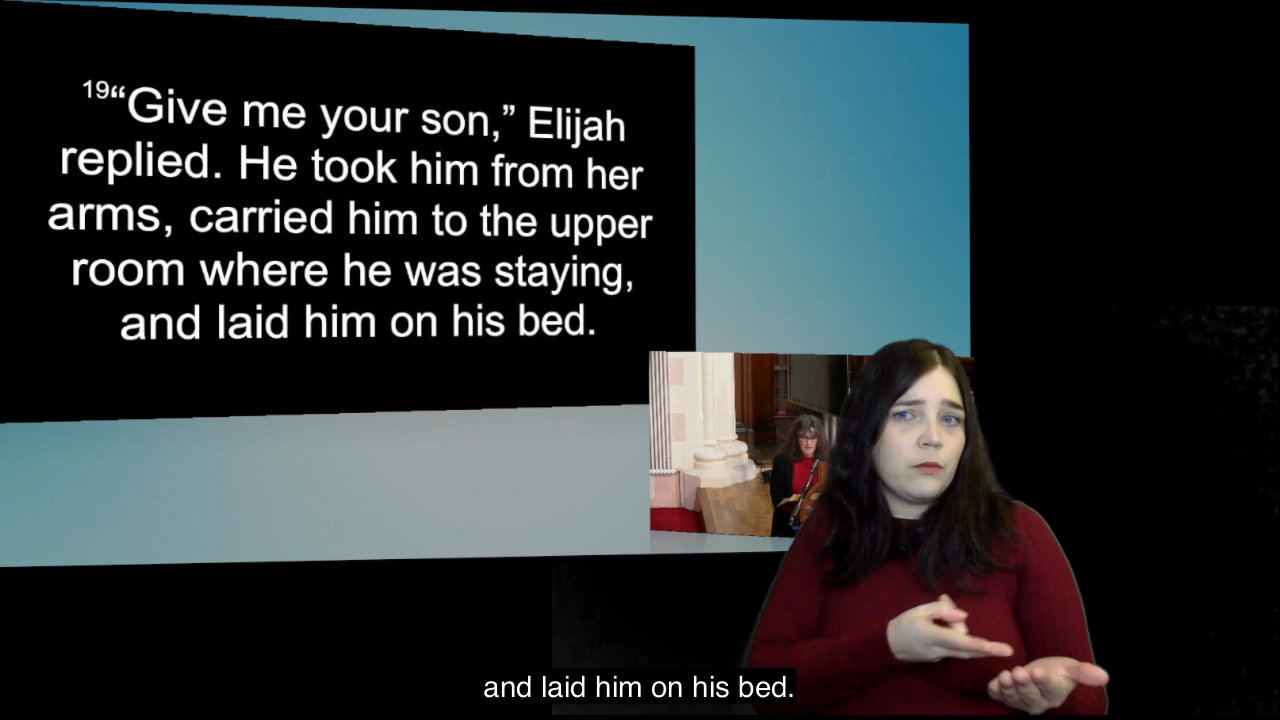 19“Give me your son,” Elijah
replied. He took him from her
arms, carried him to the upper
room where he was staying,
and laid him on his bed.
and laid him on his bed.